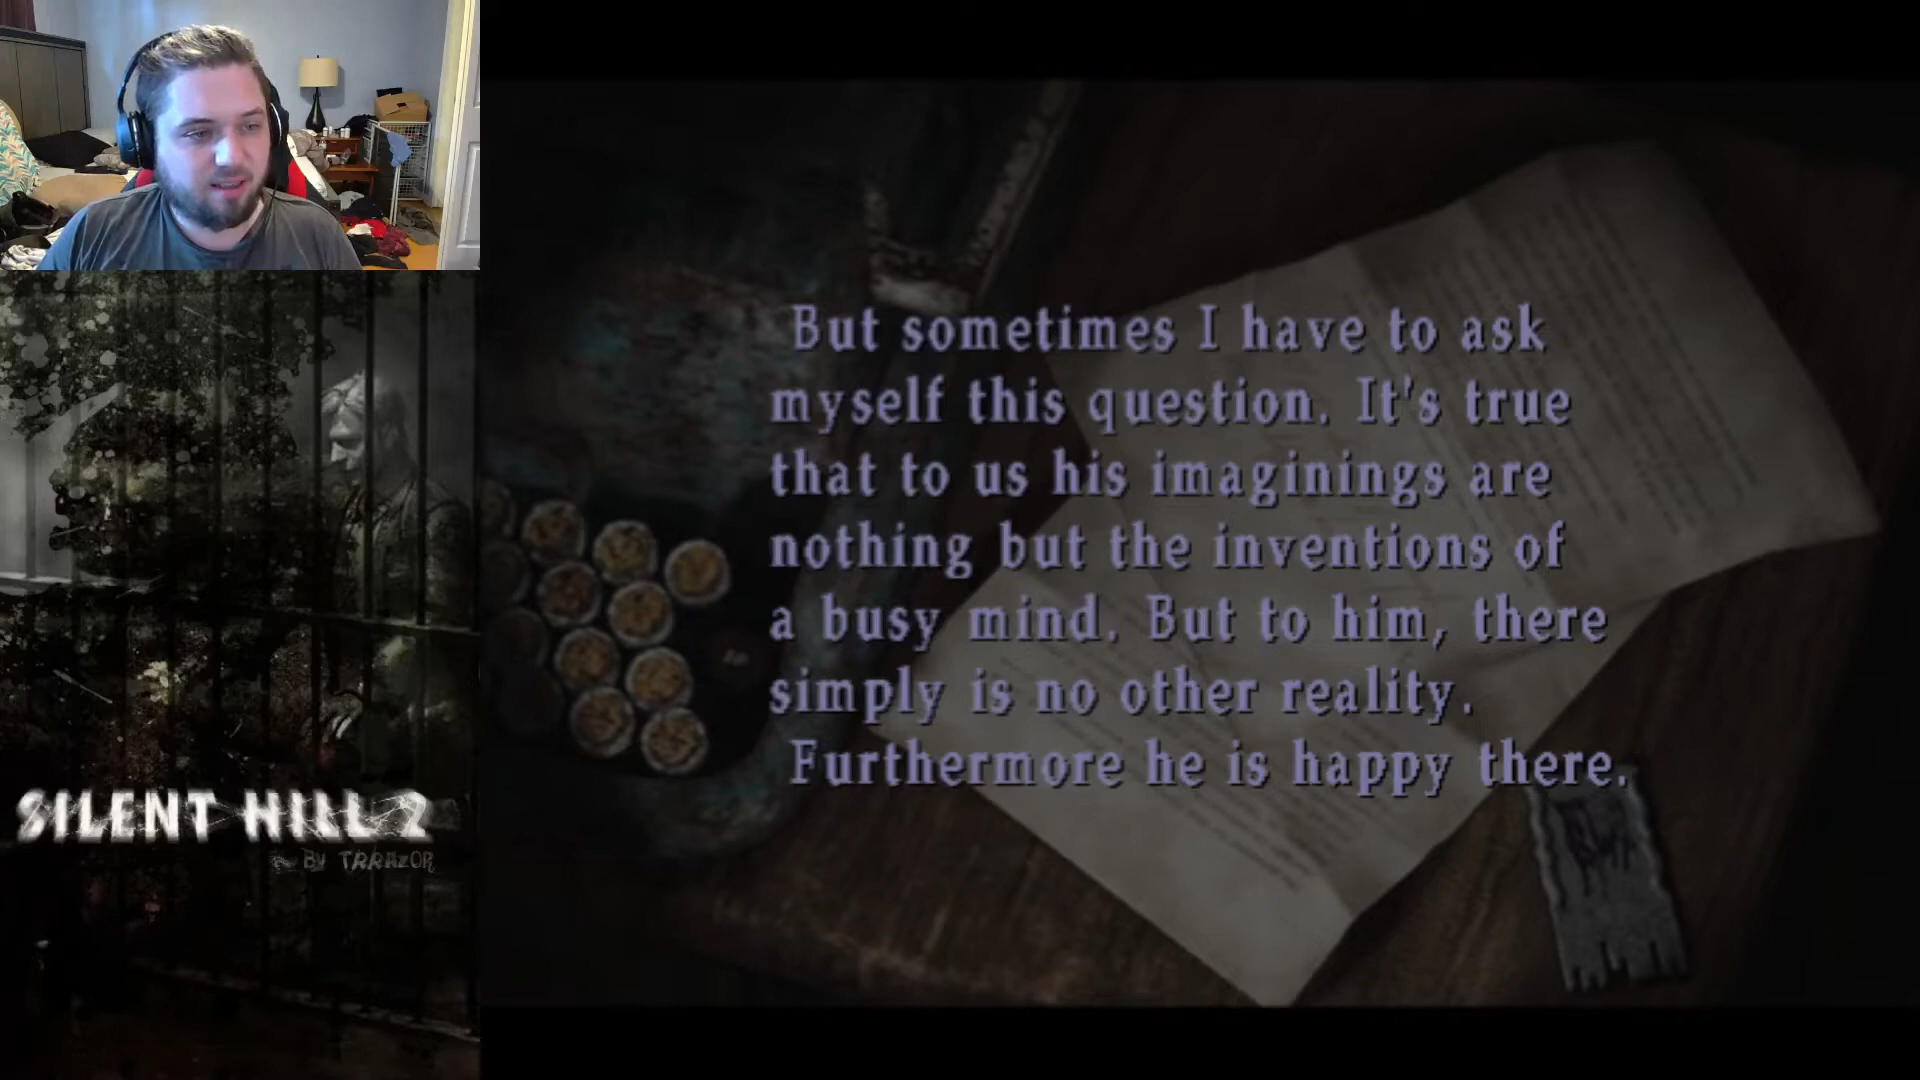 But sometimes I have to ask
myself this question. It's true
that to us his imaginings are
nothing but the inventions of
a busy mind. But to him, there
simply is no other reality.
Furthermore he is happy there.
SILENT HILL 2
BY TRRAZOR